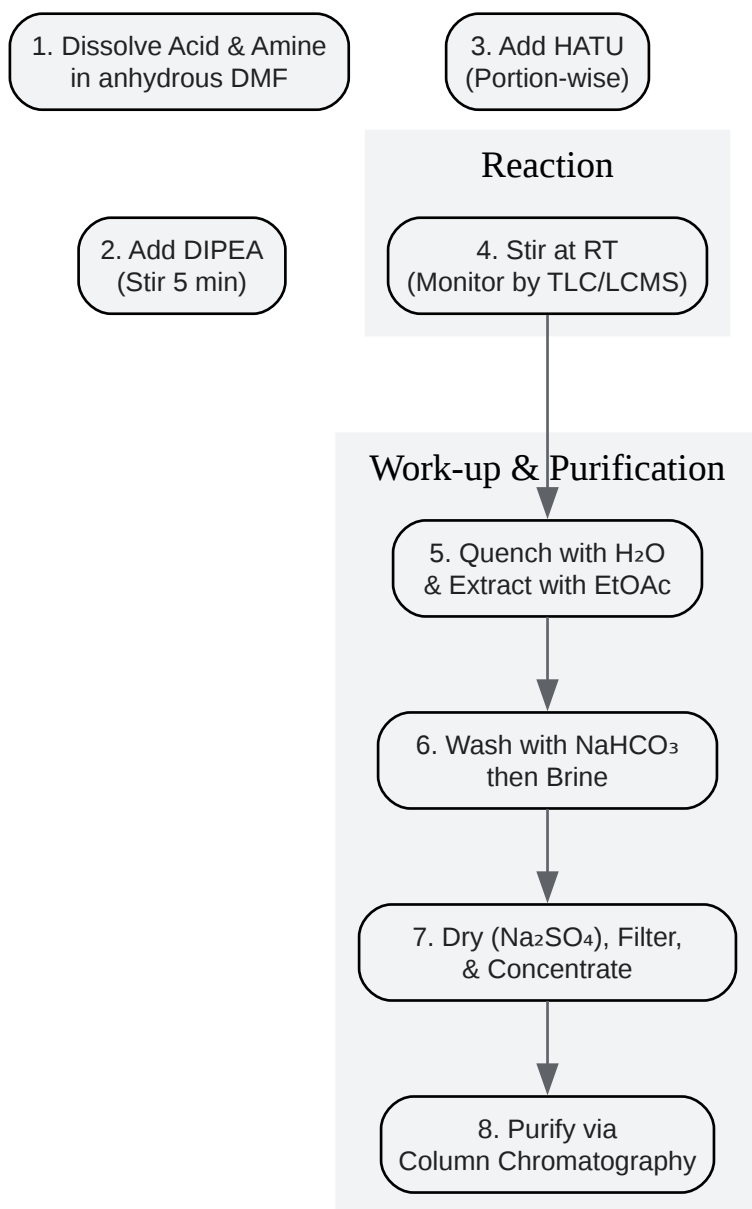 1. Dissolve Acid & Amine
in anhydrous DMF
2. Add DIPEA
(Stir 5 min)
3. Add HATU
(Portion-wise)
Reaction
4. Stir at RT
(Monitor by TLC/LCMS)
Work-up & Purification
5. Quench with H₂O
& Extract with EtOAc
6. Wash with NaHCO₃
then Brine
7. Dry (Na₂SO₄), Filter,
& Concentrate
8. Purify via
Column Chromatography